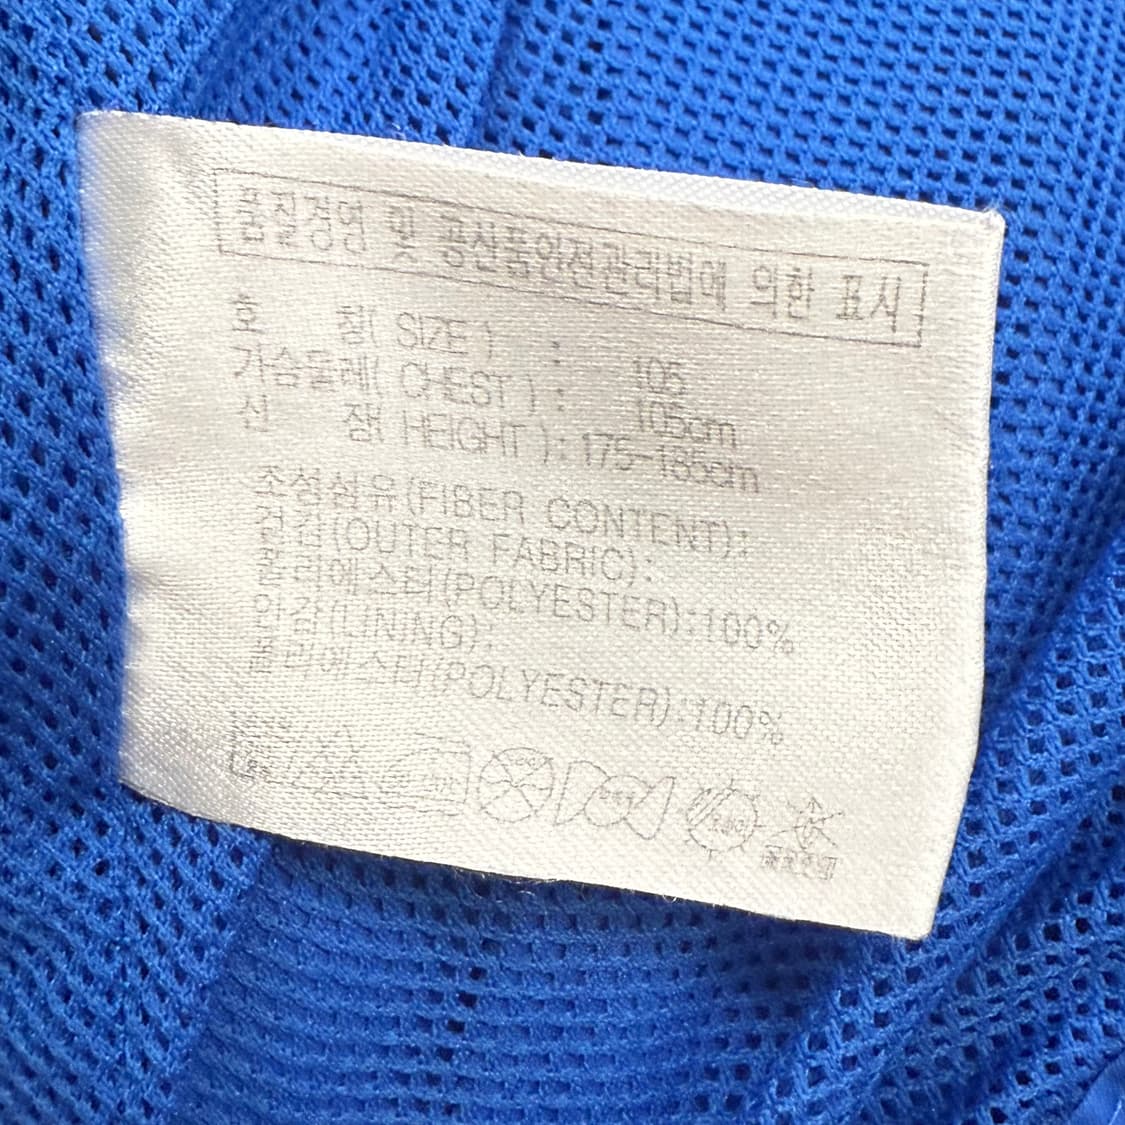 품질경영 및 공산품안전관리법에 의한 표시
호 칭( SIZE ) : 105
가슴둘레( CHEST ) : 105cm
신 장( HEIGHT ) : 175-185cm
조성섬유(FIBER CONTENT):
겉감(OUTER FABRIC):
폴리에스터(POLYESTER):100%
안감(LINING):
폴리에스터(POLYESTER):100%